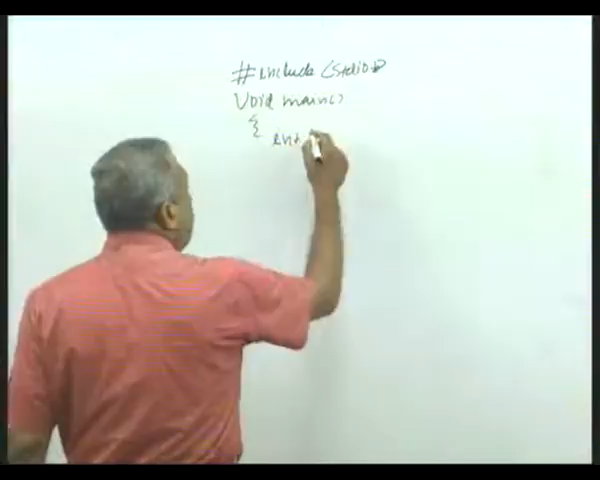 #include <stdio>
void main()
{
int